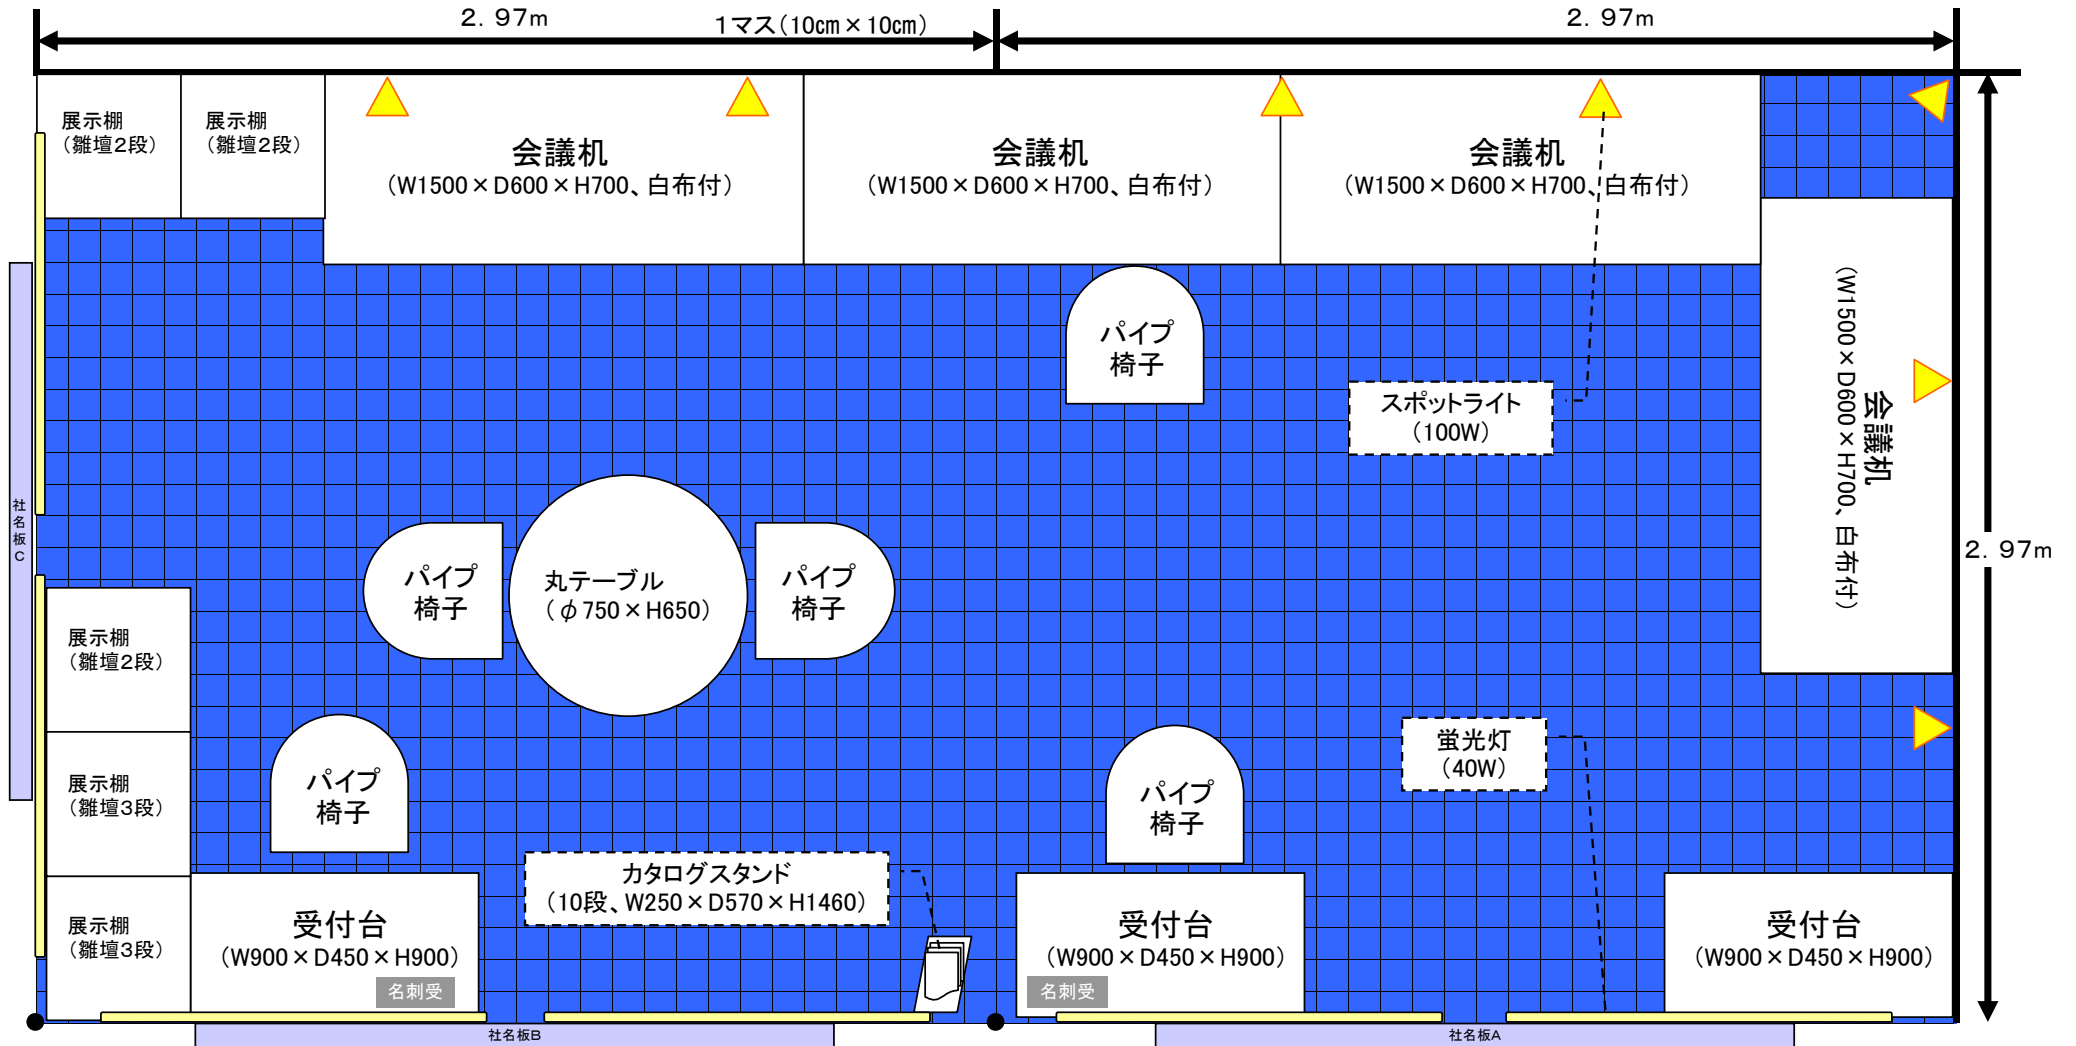 2．97m
1マス（10㎝×10㎝）
2．97m
展示棚
（雛壇2段）
展示棚
（雛壇2段）
会議机
（W1500×D600×H700、白布付）
会議机
（W1500×D600×H700、白布付）
会議机
（W1500×D600×H700、白布付）
会議机
（W1500×D600×H700、白布付）
パイプ
椅子
スポットライト
（100W）
社名板C
2．97m
パイプ
椅子
丸テーブル
（φ750×H650）
パイプ
椅子
展示棚
（雛壇2段）
展示棚
（雛壇3段）
展示棚
（雛壇3段）
パイプ
椅子
パイプ
椅子
蛍光灯
（40W）
カタログスタンド
（10段、W250×D570×H1460）
受付台
（W900×D450×H900）
名刺受
受付台
（W900×D450×H900）
名刺受
受付台
（W900×D450×H900）
社名板B
社名板A